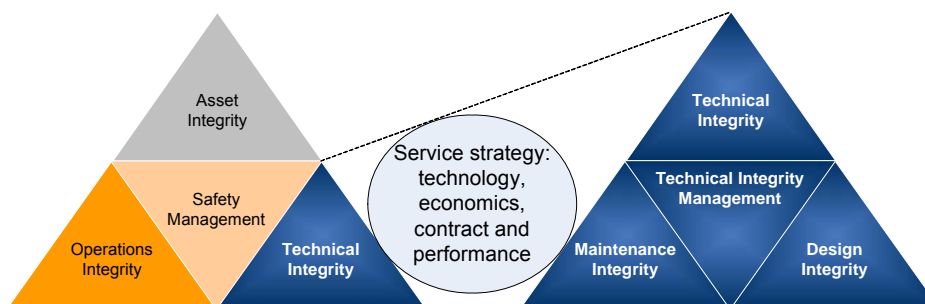 Asset
Integrity
Safety
Management
Operations
Integrity
Technical
Integrity
Service strategy:
technology,
economics,
contract and
performance
Technical
Integrity
Technical Integrity
Management
Maintenance
Integrity
Design
Integrity